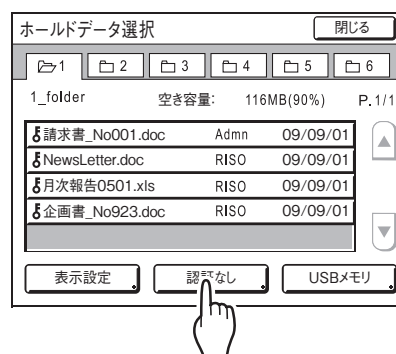 ホールドデータ選択 閉じる
1 2 3 4 5 6
1_folder 空き容量: 116MB(90%) P.1/1
請求書_No001.doc Admn 09/09/01
NewsLetter.doc RISO 09/09/01
月次報告0501.xls RISO 09/09/01
企画書_No923.doc RISO 09/09/01
表示設定 認証なし USBメモリ